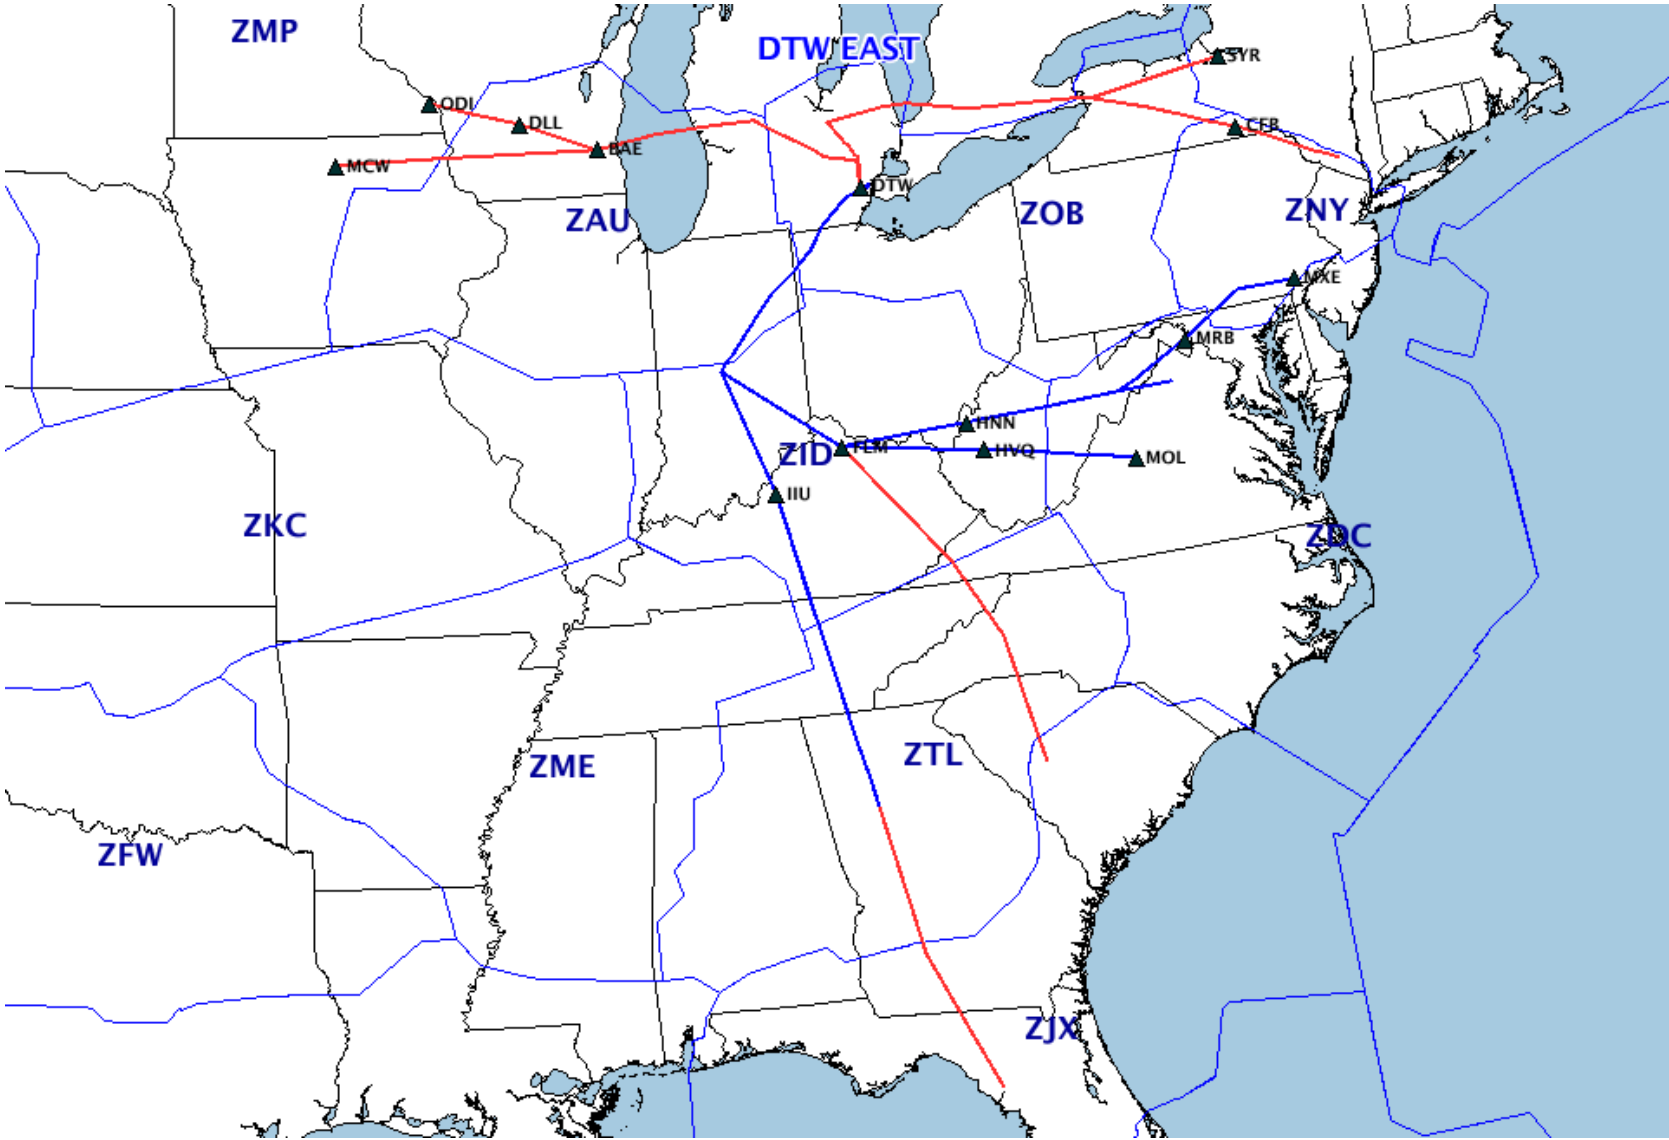 ZMP
DTW EAST
SYR
ODI
DLL
CFB
BAE
MCW
DTW
ZAU
ZOB
ZNY
MXE
MRB
HNN
FLM
ZID
HVQ
MOL
IIU
ZKC
ZDC
ZME
ZTL
ZFW
ZJX